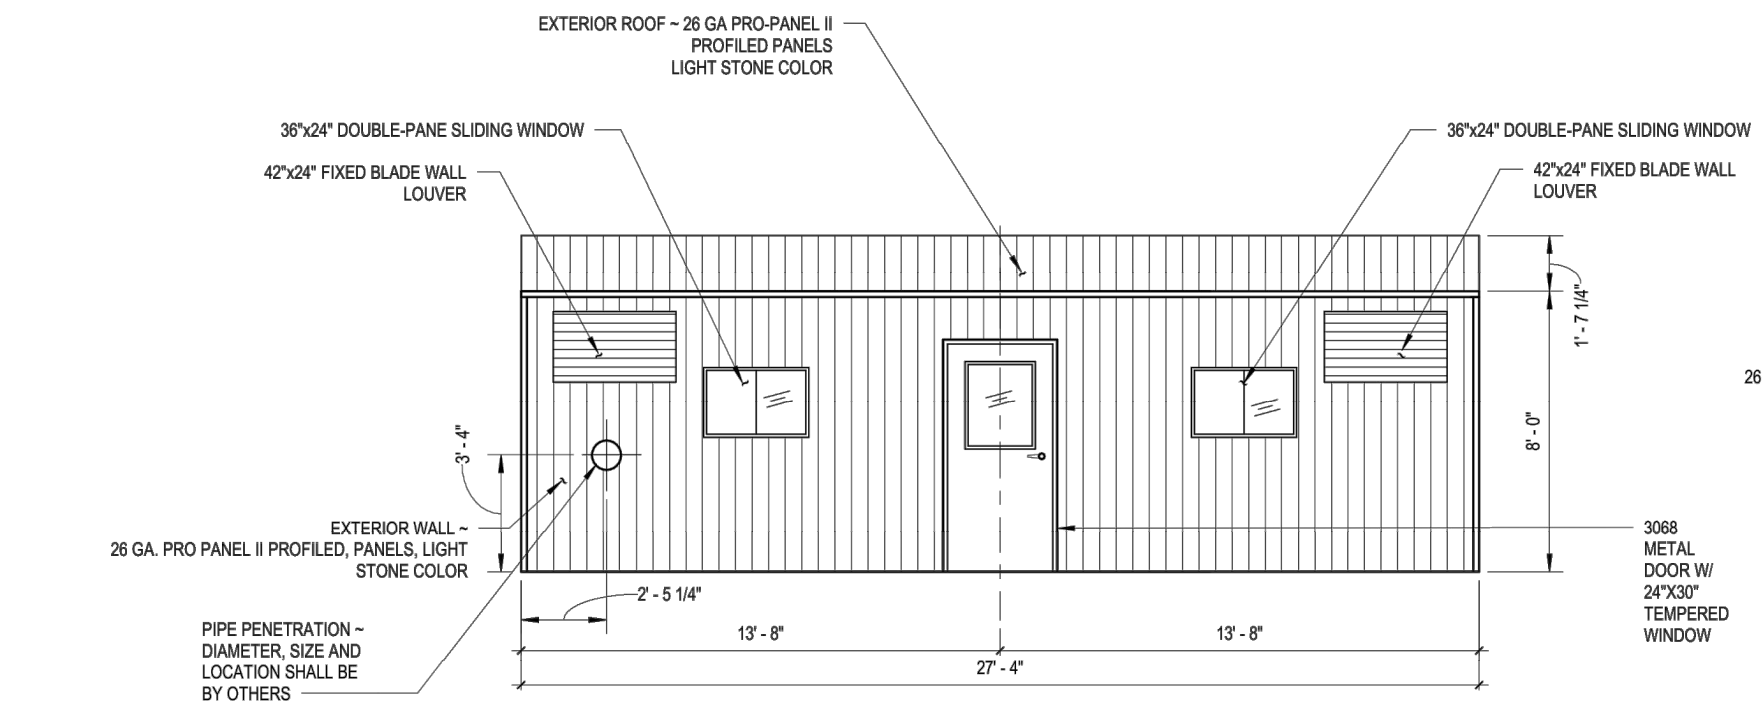 EXTERIOR ROOF ~ 26 GA PRO-PANEL II
PROFILED PANELS
LIGHT STONE COLOR
36"x24" DOUBLE-PANE SLIDING WINDOW
42"x24" FIXED BLADE WALL
LOUVER
36"x24" DOUBLE-PANE SLIDING WINDOW
42"x24" FIXED BLADE WALL
LOUVER
1' - 7 1/4"
26
8' - 0"
3' - 4"
EXTERIOR WALL ~
26 GA. PRO PANEL II PROFILED, PANELS, LIGHT
STONE COLOR
3068
METAL
DOOR W/
24"X30"
TEMPERED
WINDOW
2' - 5 1/4"
PIPE PENETRATION ~
DIAMETER, SIZE AND
LOCATION SHALL BE
BY OTHERS
13' - 8"
13' - 8"
27' - 4"